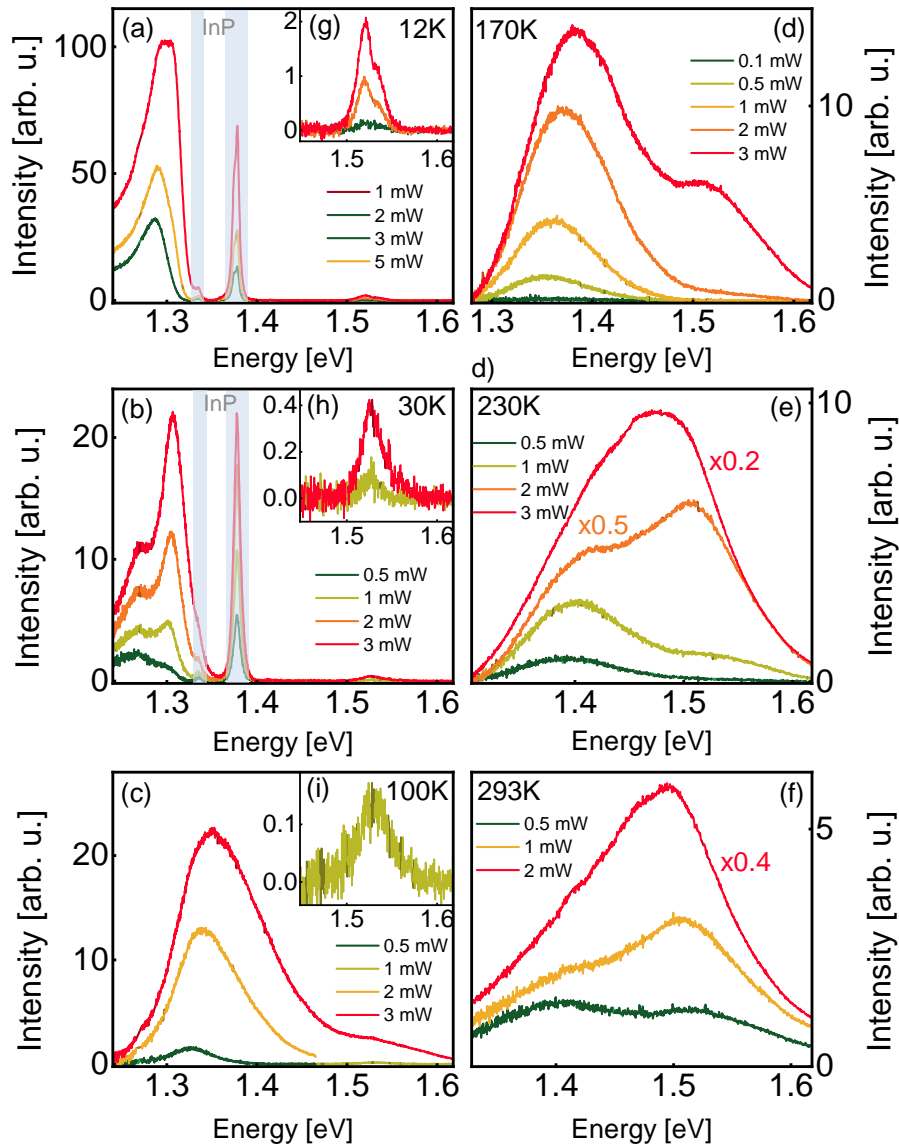 (a)
InP
Intensity [arb. u.]
100
50
0
1.3
1.4
1.5
1.6
Energy [eV]
1 mW
2 mW
3 mW
5 mW
(g)
12K
2
1
0
1.5
1.6
170K
(d)
0.1 mW
0.5 mW
1 mW
2 mW
3 mW
10
0
Intensity [arb. u.]
1.3
1.4
1.5
1.6
Energy [eV]
d)
(b)
InP
Intensity [arb. u.]
20
10
0
1.3
1.4
1.5
1.6
Energy [eV]
0.5 mW
1 mW
2 mW
3 mW
(h)
30K
0.4
0.2
0.0
1.5
1.6
230K
(e)
0.5 mW
1 mW
2 mW
3 mW
x0.2
x0.5
10
0
Intensity [arb. u.]
1.4
1.5
1.6
Energy [eV]
(c)
Intensity [arb. u.]
20
10
0
1.3
1.4
1.5
1.6
Energy [eV]
0.5 mW
1 mW
2 mW
3 mW
(i)
100K
0.1
0.0
1.5
1.6
293K
(f)
0.5 mW
1 mW
2 mW
x0.4
5
0
Intensity [arb. u.]
1.4
1.5
1.6
Energy [eV]